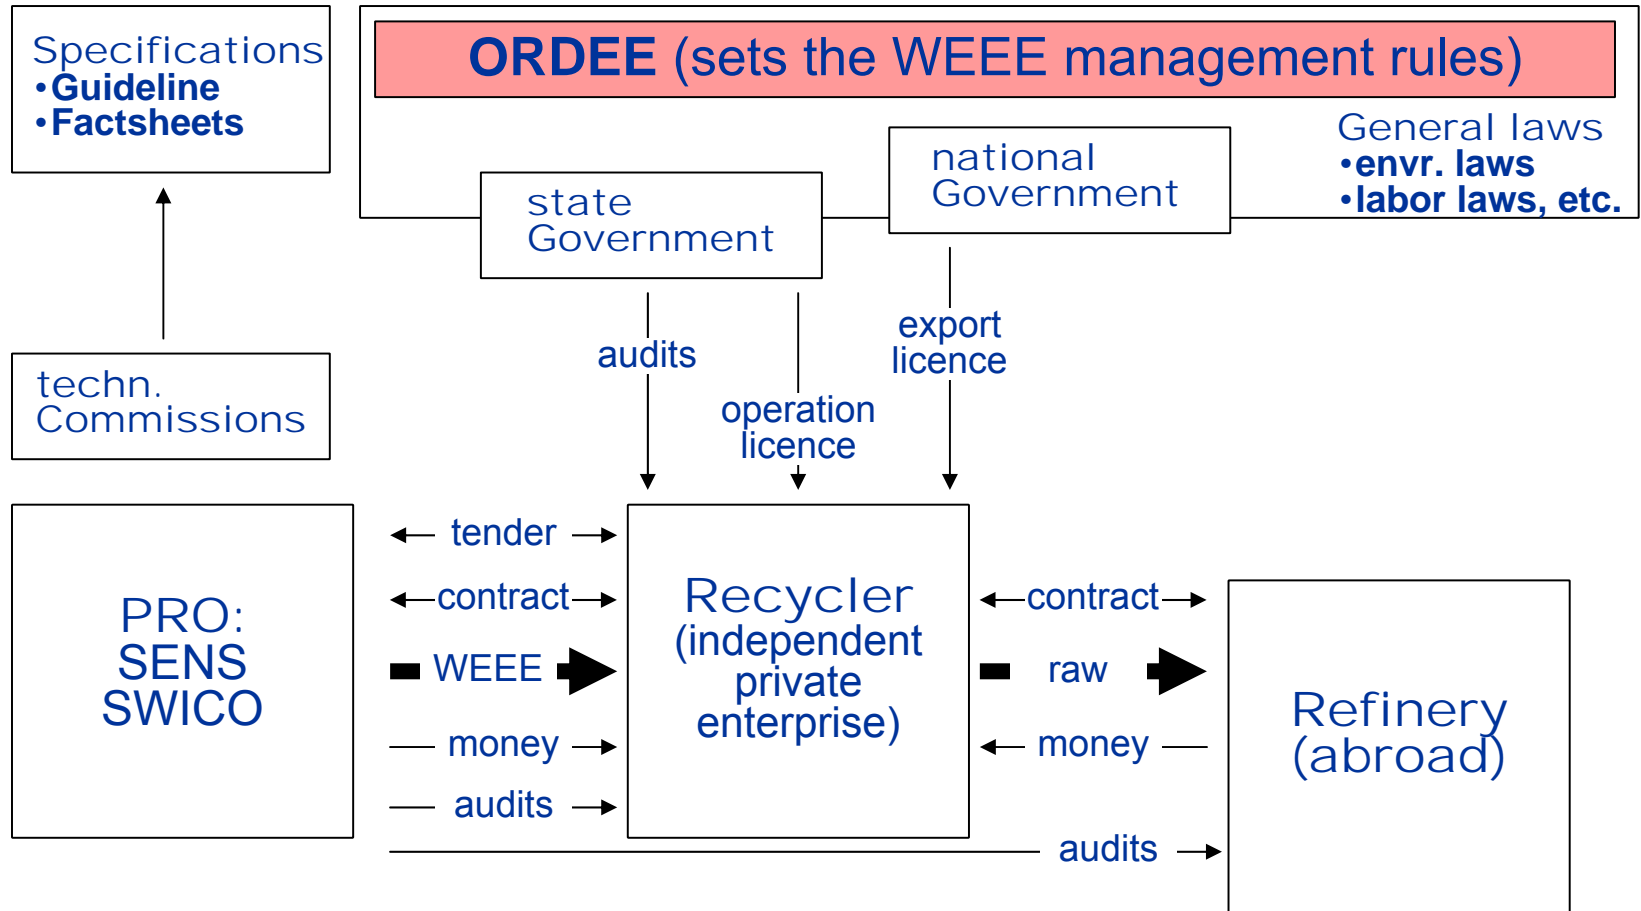 Specifications
•Guideline
•Factsheets
ORDEE (sets the WEEE management rules)
General laws
•envr. laws
•labor laws, etc.
national
Government
state
Government
export
licence
audits
techn.
Commissions
operation
licence
PRO:
SENS
SWICO
tender
contract
WEEE
money
audits
Recycler
(independent
private
enterprise)
contract
raw
money
audits
Refinery
(abroad)